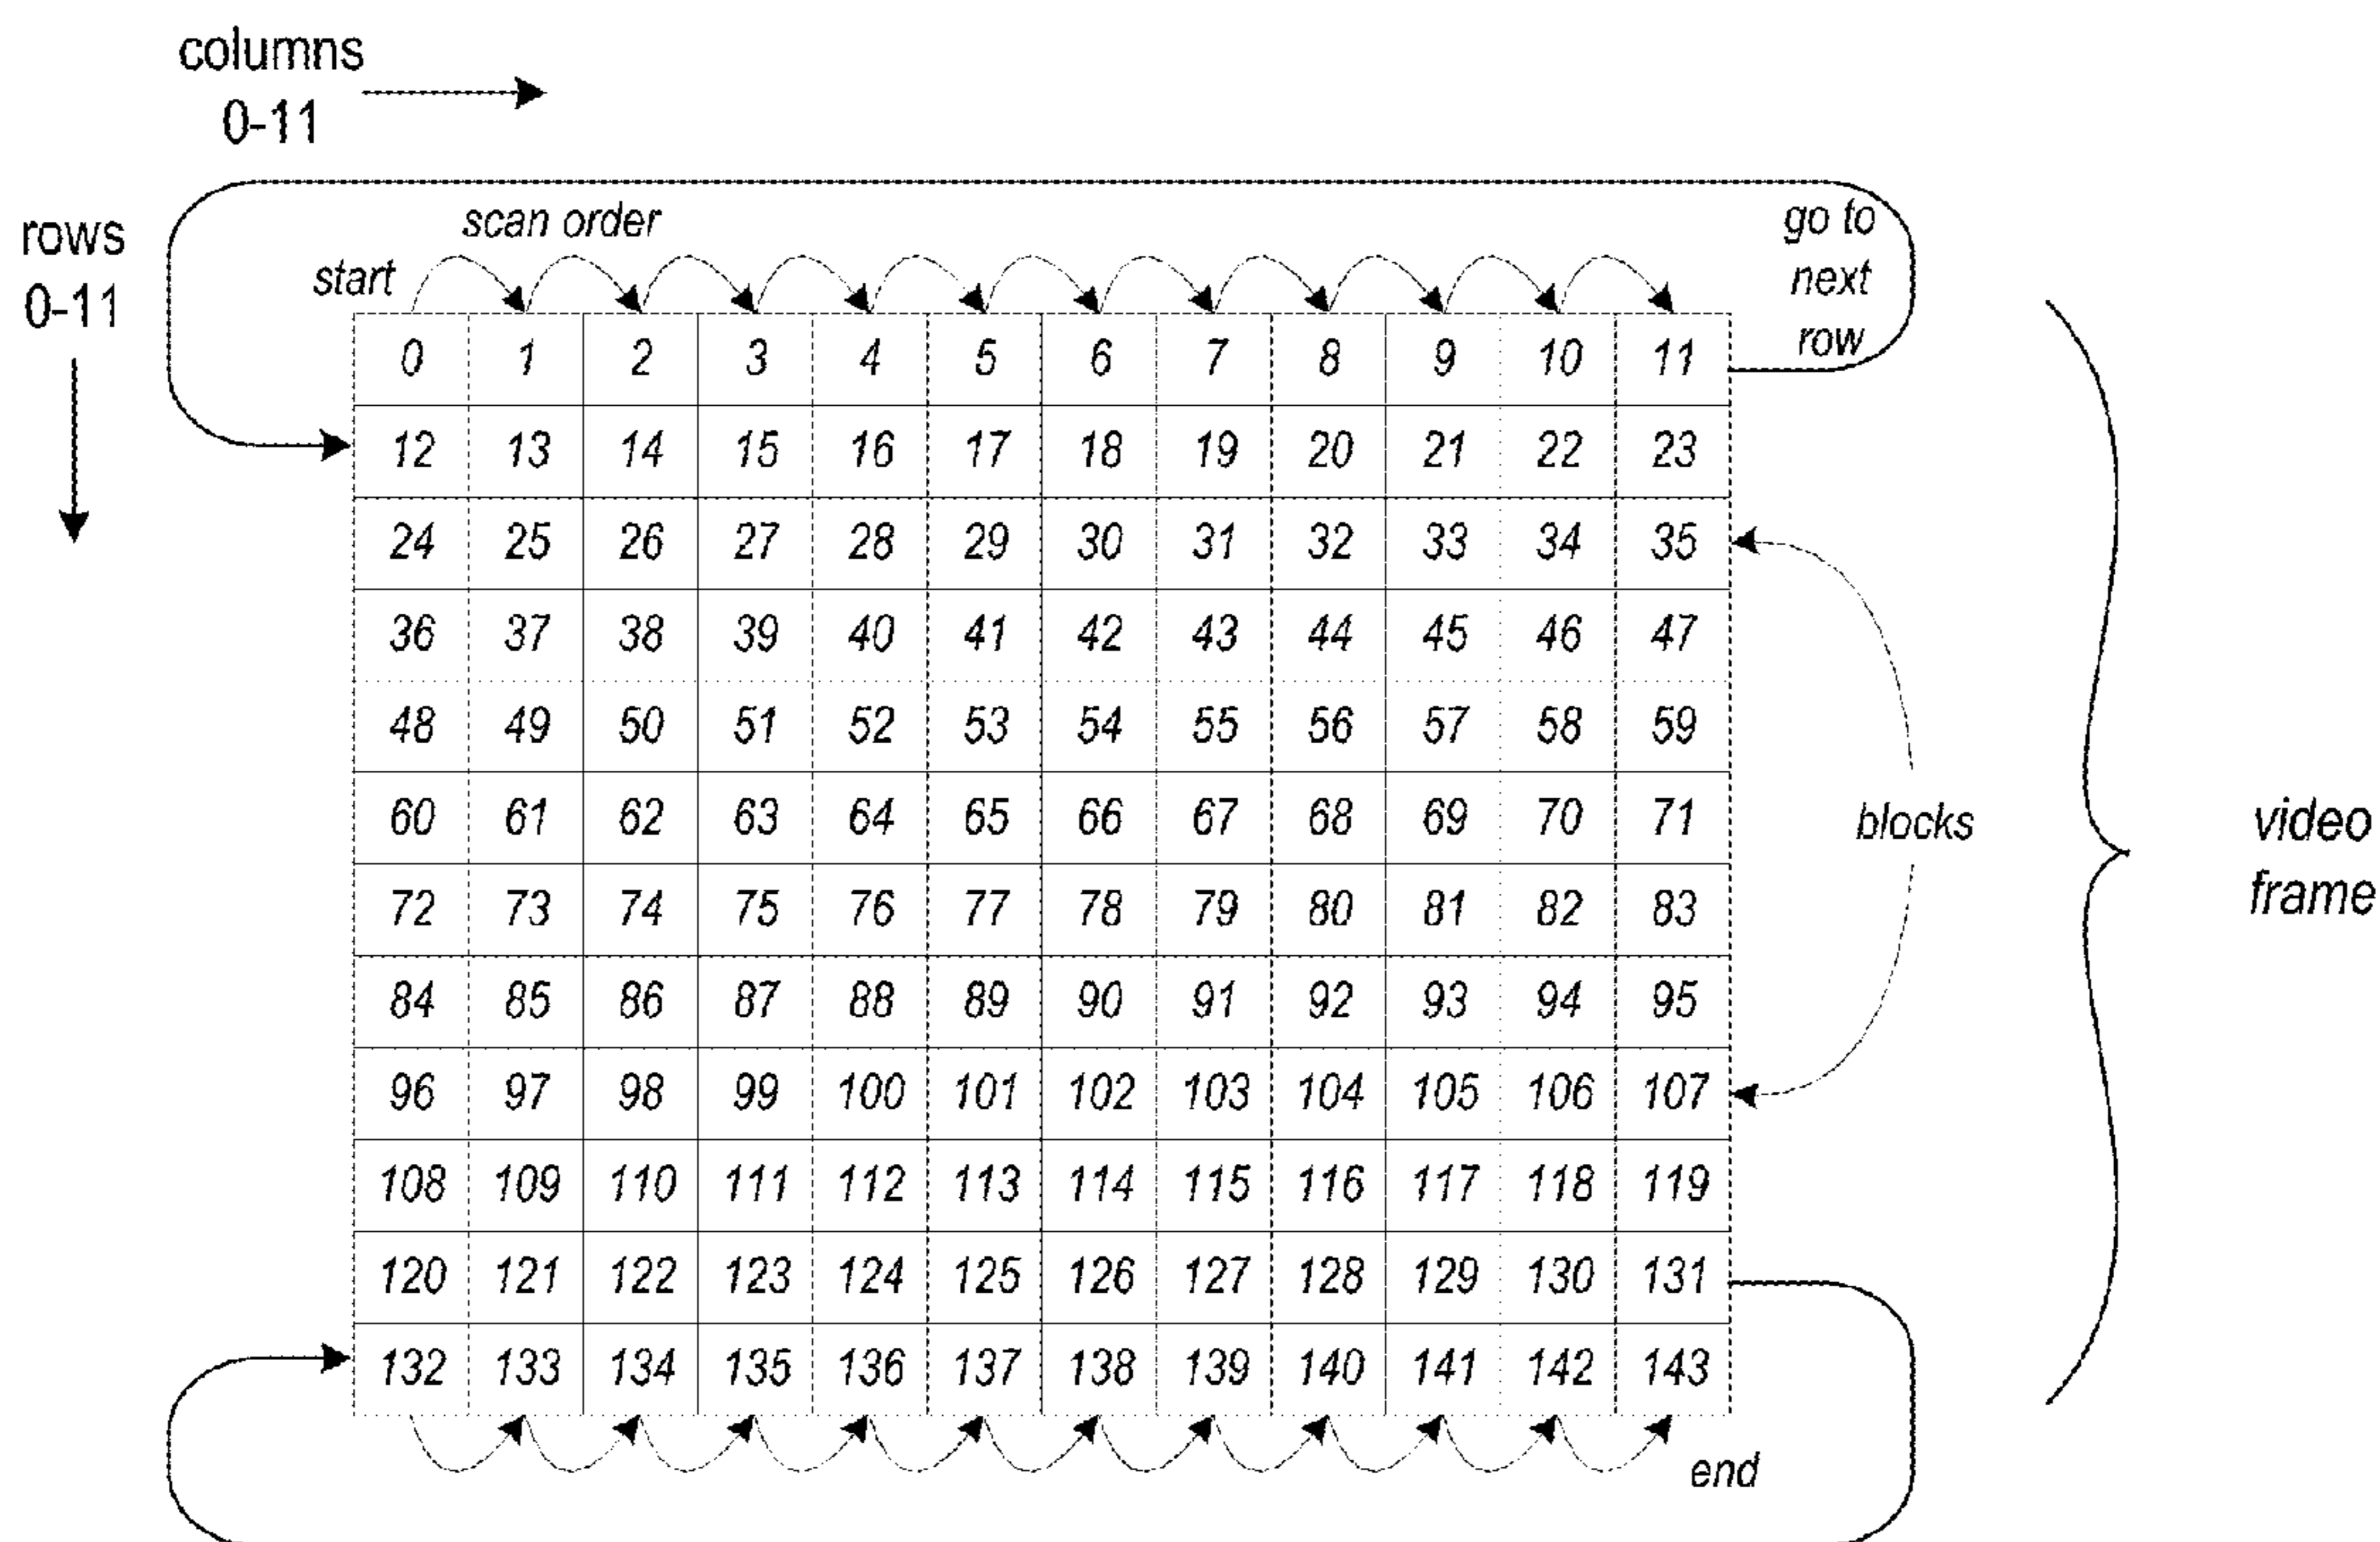 columns
0-11
rows
0-11
scan order
start
go to
next
row
0 1 2 3 4 5 6 7 8 9 10 11
12 13 14 15 16 17 18 19 20 21 22 23
24 25 26 27 28 29 30 31 32 33 34 35
36 37 38 39 40 41 42 43 44 45 46 47
48 49 50 51 52 53 54 55 56 57 58 59
60 61 62 63 64 65 66 67 68 69 70 71
72 73 74 75 76 77 78 79 80 81 82 83
84 85 86 87 88 89 90 91 92 93 94 95
96 97 98 99 100 101 102 103 104 105 106 107
108 109 110 111 112 113 114 115 116 117 118 119
120 121 122 123 124 125 126 127 128 129 130 131
132 133 134 135 136 137 138 139 140 141 142 143
blocks
video
frame
end